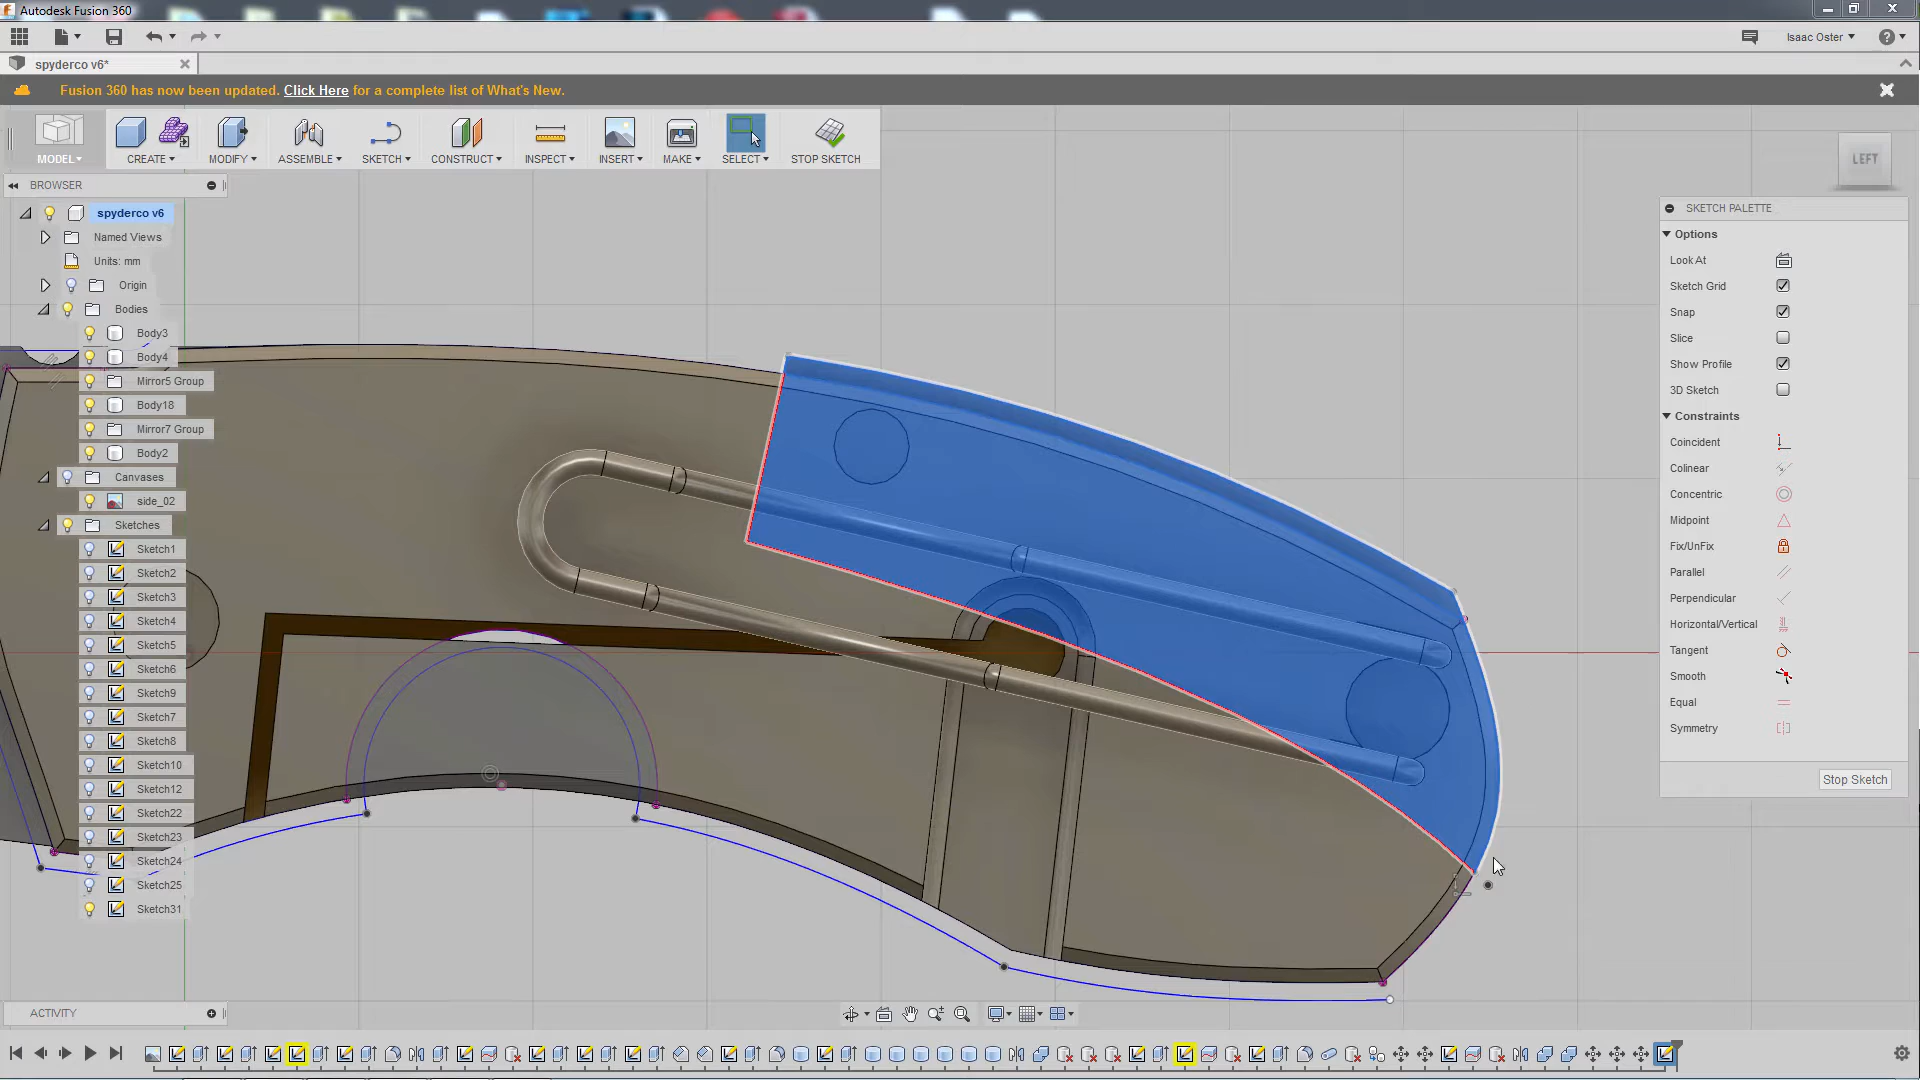 Autodesk Fusion 360
Isaac Oster
spyderco v6*
Fusion 360 has now been updated. Click Here for a complete list of What's New.
MODEL
CREATE
MODIFY
ASSEMBLE
SKETCH
CONSTRUCT
INSPECT
INSERT
MAKE
SELECT
STOP SKETCH
LEFT
BROWSER
spyderco v6
Named Views
Units: mm
Origin
Bodies
Body3
Body4
Mirror5 Group
Body18
Mirror7 Group
Body2
Canvases
side_02
Sketches
Sketch1
Sketch2
Sketch3
Sketch4
Sketch5
Sketch6
Sketch9
Sketch7
Sketch8
Sketch10
Sketch12
Sketch22
Sketch23
Sketch24
Sketch25
Sketch31
SKETCH PALETTE
Options
Look At
Sketch Grid
Snap
Slice
Show Profile
3D Sketch
Constraints
Coincident
Colinear
Concentric
Midpoint
Fix/UnFix
Parallel
Perpendicular
Horizontal/Vertical
Tangent
Smooth
Equal
Symmetry
Stop Sketch
ACTIVITY